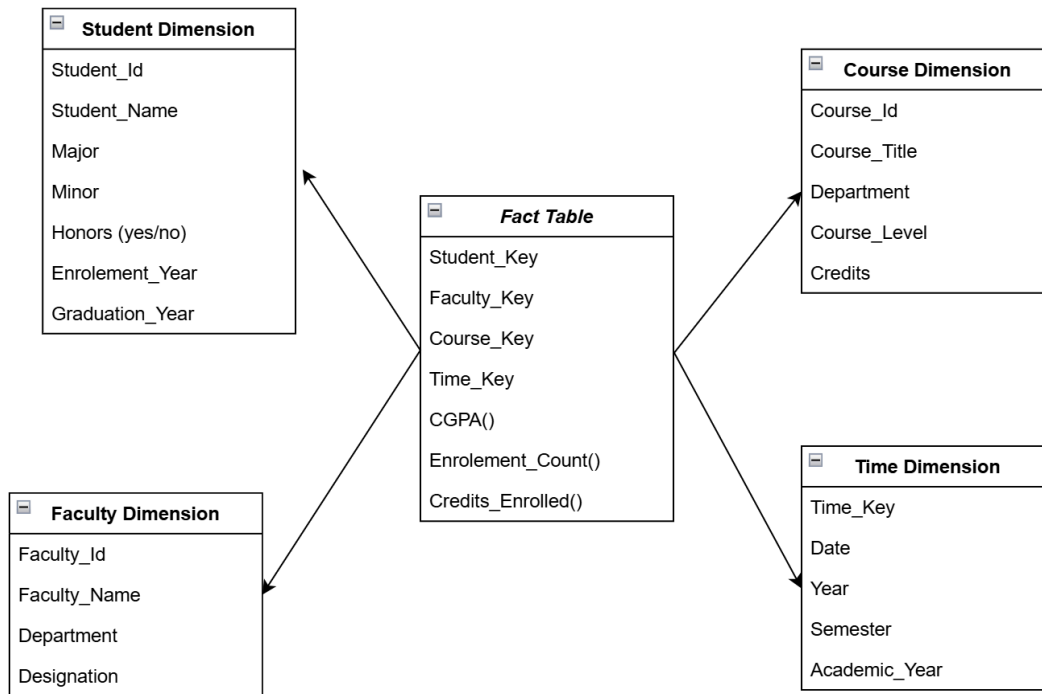 Student Dimension
Student_Id
Student_Name
Major
Minor
Honors (yes/no)
Enrolement_Year
Graduation_Year
Fact Table
Student_Key
Faculty_Key
Course_Key
Time_Key
CGPA()
Enrolement_Count()
Credits_Enrolled()
Course Dimension
Course_Id
Course_Title
Department
Course_Level
Credits
Faculty Dimension
Faculty_Id
Faculty_Name
Department
Designation
Time Dimension
Time_Key
Date
Year
Semester
Academic_Year